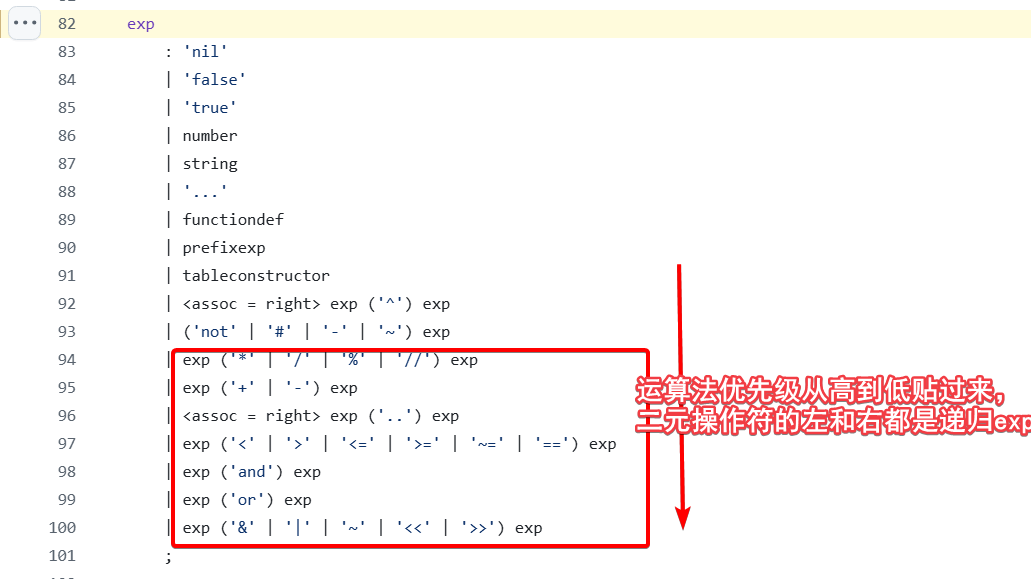 82 exp
83 : 'nil'
84 | 'false'
85 | 'true'
86 | number
87 | string
88 | '...'
89 | functiondef
90 | prefixexp
91 | tableconstructor
92 | <assoc = right> exp ('^') exp
93 | ('not' | '#' | '-' | '~') exp
94 | exp ('*' | '/' | '%' | '//') exp
95 | exp ('+' | '-') exp
96 | <assoc = right> exp ('..') exp
97 | exp ('<' | '>' | '<=' | '>=' | '~=' | '==') exp
98 | exp ('and') exp
99 | exp ('or') exp
100 | exp ('&' | '|' | '~' | '<<' | '>>') exp
101 ;
运算法优先级从高到低贴过来,
二元操作符的左和右都是递归exp